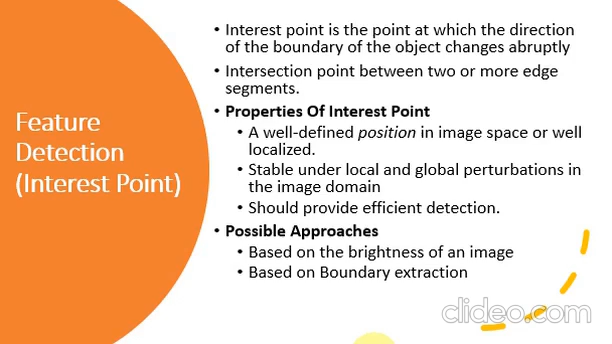 Feature
Detection
(Interest Point)
• Interest point is the point at which the direction
of the boundary of the object changes abruptly
• Intersection point between two or more edge
segments.
• Properties Of Interest Point
• A well-defined position in image space or well
localized.
• Stable under local and global perturbations in
the image domain
• Should provide efficient detection.
• Possible Approaches
• Based on the brightness of an image
• Based on Boundary extraction
clideo.com